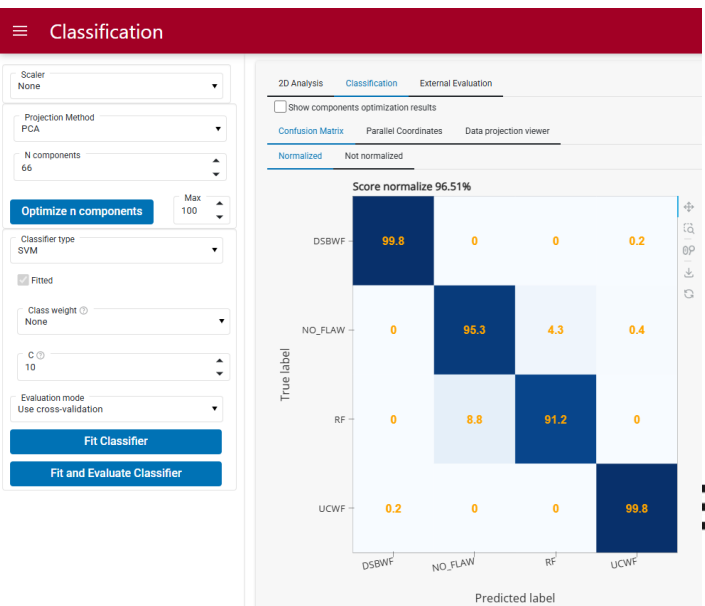 Classification
Scaler
None
Projection Method
PCA
N components
66
Optimize n components
Max
100
Classifier type
SVM
Fitted
Class weight
None
C
10
Evaluation mode
Use cross-validation
Fit Classifier
Fit and Evaluate Classifier
2D Analysis Classification External Evaluation
Show components optimization results
Confusion Matrix Parallel Coordinates Data projection viewer
Normalized Not normalized
Score normalize 96.51%
True label
DSBWF 99.8 0 0 0.2
NO_FLAW 0 95.3 4.3 0.4
RF 0 8.8 91.2 0
UCWF 0.2 0 0 99.8
DSBWF NO_FLAW RF UCWF
Predicted label